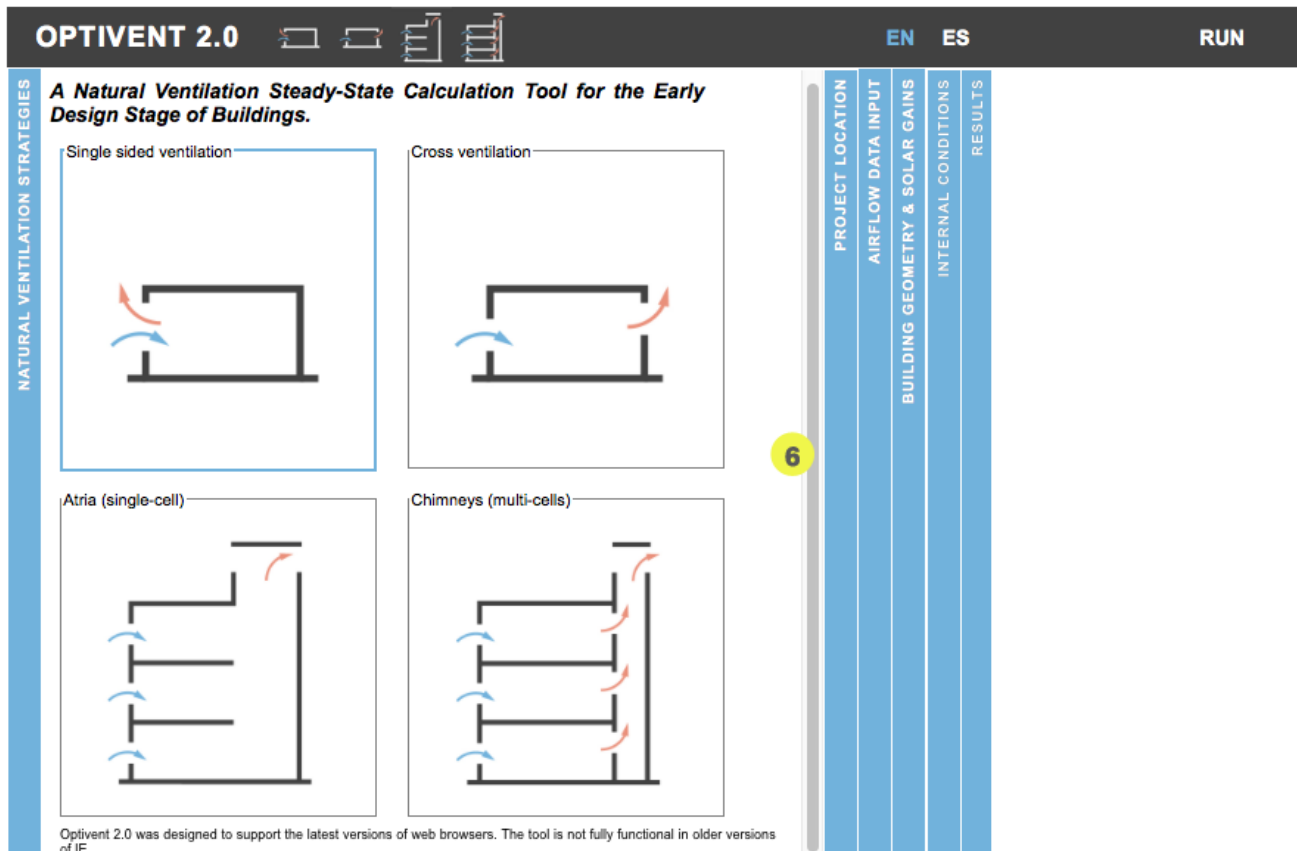 OPTIVENT 2.0
EN
ES
RUN
NATURAL VENTILATION STRATEGIES
A Natural Ventilation Steady-State Calculation Tool for the Early
Design Stage of Buildings.
Single sided ventilation
Cross ventilation
6
Atria (single-cell)
Chimneys (multi-cells)
Optivent 2.0 was designed to support the latest versions of web browsers. The tool is not fully functional in older versions
of IE
PROJECT LOCATION
AIRFLOW DATA INPUT
BUILDING GEOMETRY & SOLAR GAINS
INTERNAL CONDITIONS
RESULTS